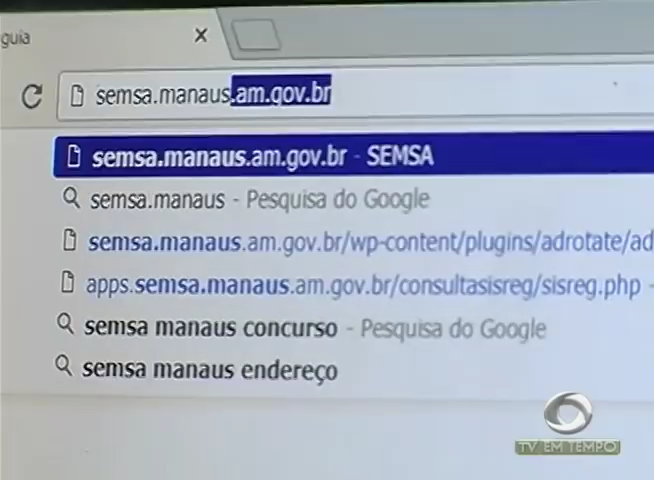 guia
semsa.manaus.am.gov.br
semsa.manaus.am.gov.br - SEMSA
semsa.manaus - Pesquisa do Google
semsa.manaus.am.gov.br/wp-content/plugins/adrotate/ad
apps.semsa.manaus.am.gov.br/consultasisreg/sisreg.php -
semsa manaus concurso - Pesquisa do Google
semsa manaus endereço
TV EM TEMPO